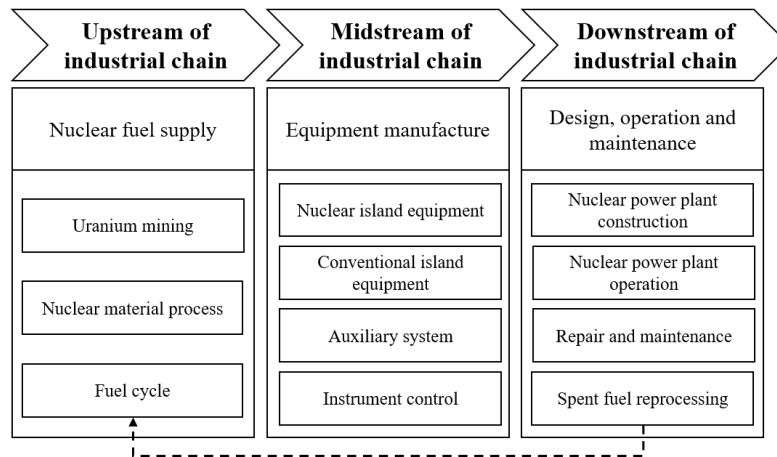 Upstream of
industrial chain
Midstream of
industrial chain
Downstream of
industrial chain
Nuclear fuel supply
Equipment manufacture
Design, operation and
maintenance
Uranium mining
Nuclear material process
Fuel cycle
Nuclear island equipment
Conventional island
equipment
Auxiliary system
Instrument control
Nuclear power plant
construction
Nuclear power plant
operation
Repair and maintenance
Spent fuel reprocessing